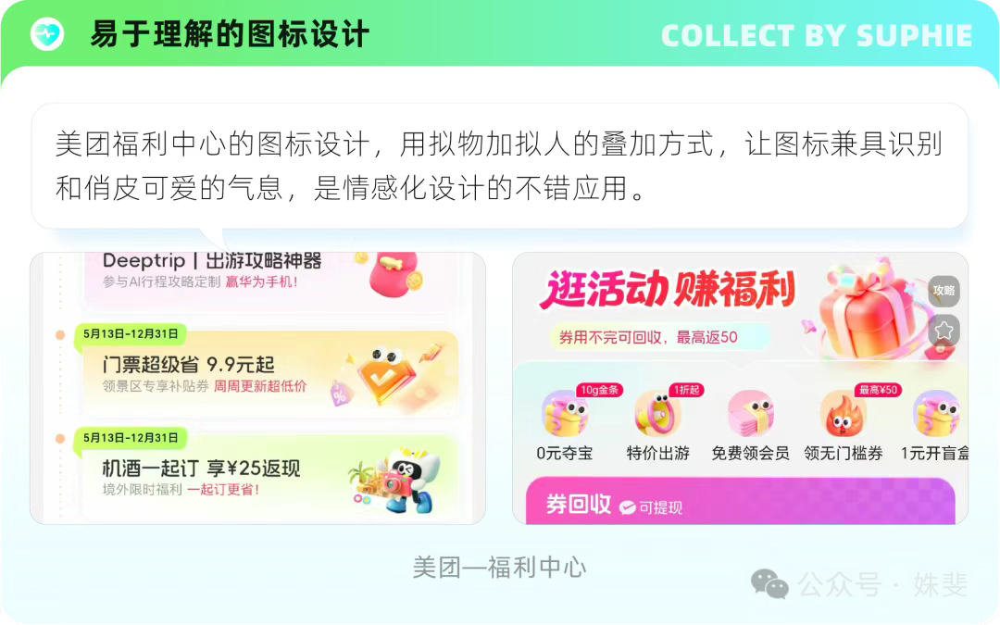 易于理解的图标设计
COLLECT BY SUPHIE
美团福利中心的图标设计，用拟物加拟人的叠加方式，让图标兼具识别
和俏皮可爱的气息，是情感化设计的不错应用。
Deeptrip | 出游攻略神器
参与AI行程攻略定制 赢华为手机!
5月13日-12月31日
门票超级省 9.9元起
领景区专享补贴券 周周更新超低价
%
5月13日-12月31日
机酒一起订 享¥25返现
境外限时福利 一起订更省!
逛活动 赚福利
攻略
券用不完可回收，最高返50
10g金条
1折起
最高¥50
0元夺宝
特价出游
免费领会员
领无门槛券
1元开盲盒
券回收
可提现
美团—福利中心
公众号 · 姝斐